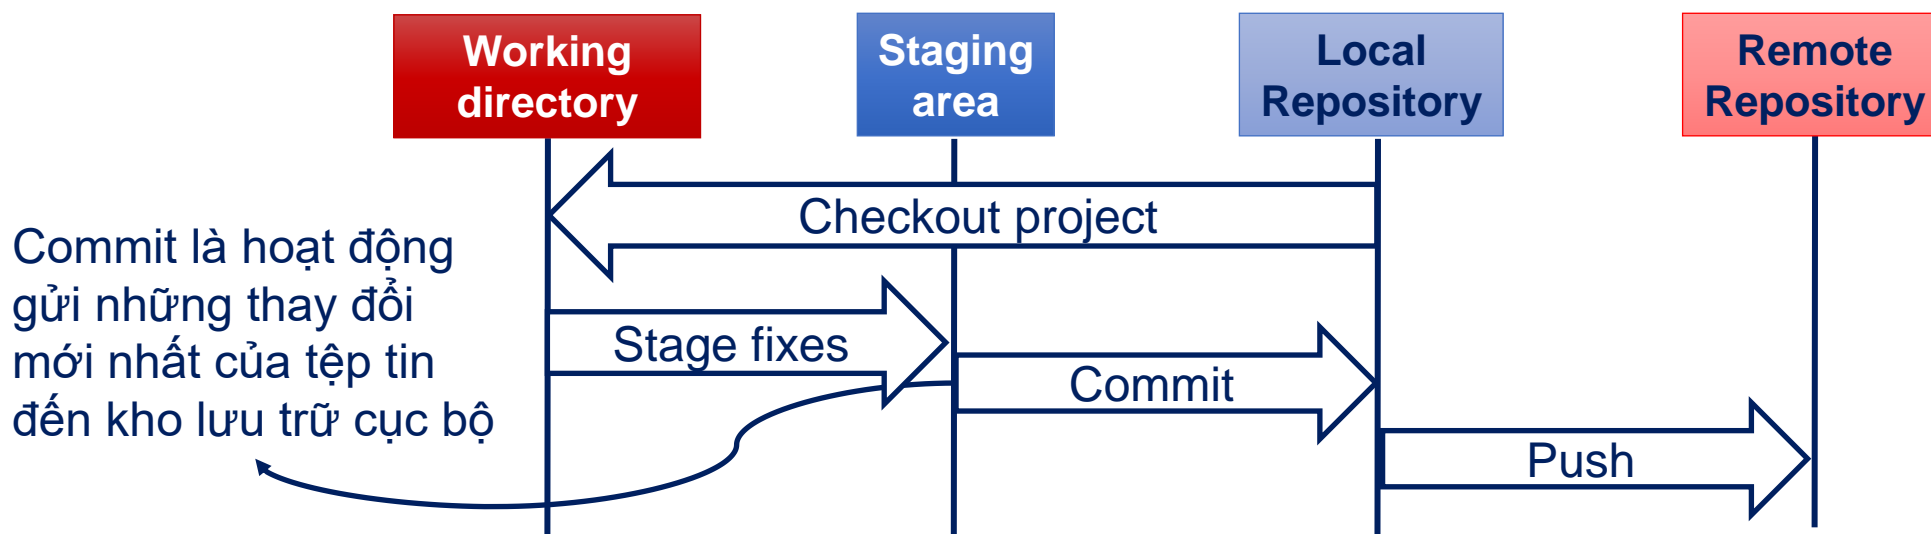 Working
directory
Staging
area
Local
Repository
Remote
Repository
Checkout project
Commit là hoạt động
gửi những thay đổi
mới nhất của tệp tin
đến kho lưu trữ cục bộ
Stage fixes
Commit
Push